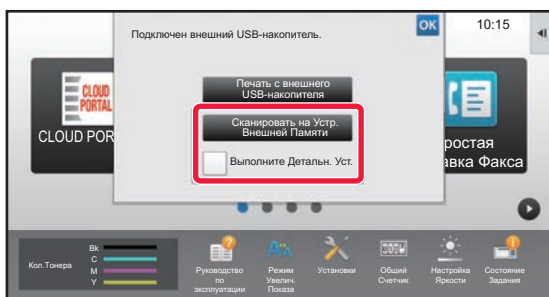 Подключен внешний USB-накопитель.
OK
10:15
Печать с внешнего
USB-накопителя
CLOUD
PORTAL
Сканировать на Устр.
Внешней Памяти
CLOUD POR
ростая
Выполните Детальн. Уст.
авка Факса
Кол.Тонера
Bk
C
M
Y
Руководство
по
эксплуатации
Режим
Увелич.
Показа
Установки
Общий
Счетчик
Настройка
Яркости
Состояние
Задания